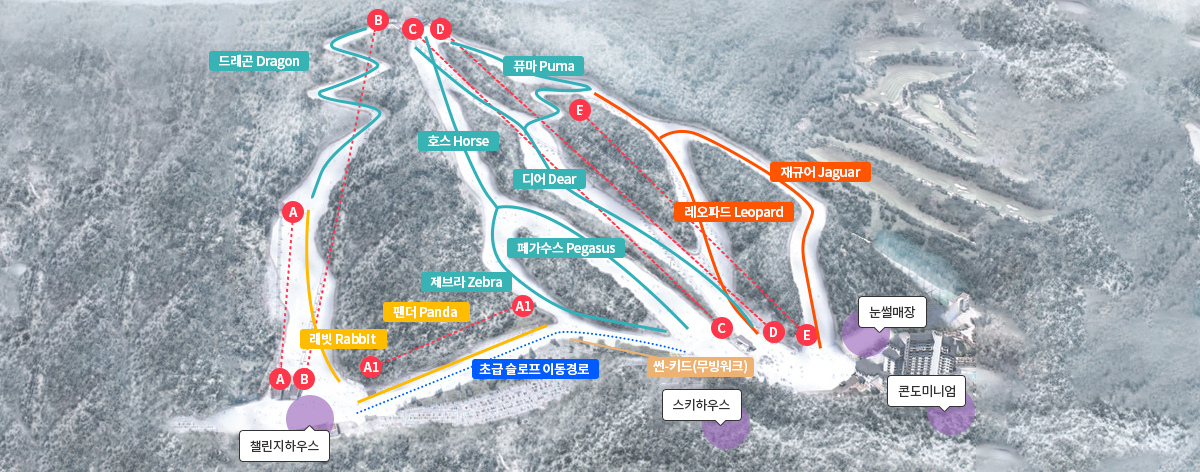 B
C
D
드래곤 Dragon
퓨마 Puma
E
호스 Horse
디어 Dear
재규어 Jaguar
A
레오파드 Leopard
페가수스 Pegasus
제브라 Zebra
A1
팬더 Panda
눈썰매장
래빗 Rabbit
C
D
E
A1
초급 슬로프 이동경로
썬-키드(무빙워크)
A
B
콘도미니엄
스키하우스
챌린지하우스